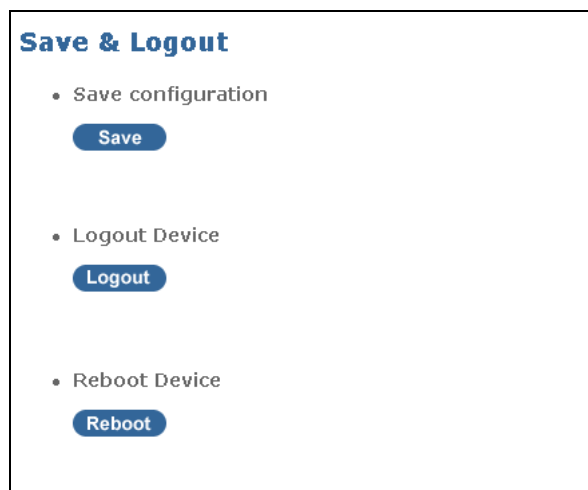 Save & Logout
Save configuration
Save
Logout Device
Logout
Reboot Device
Reboot